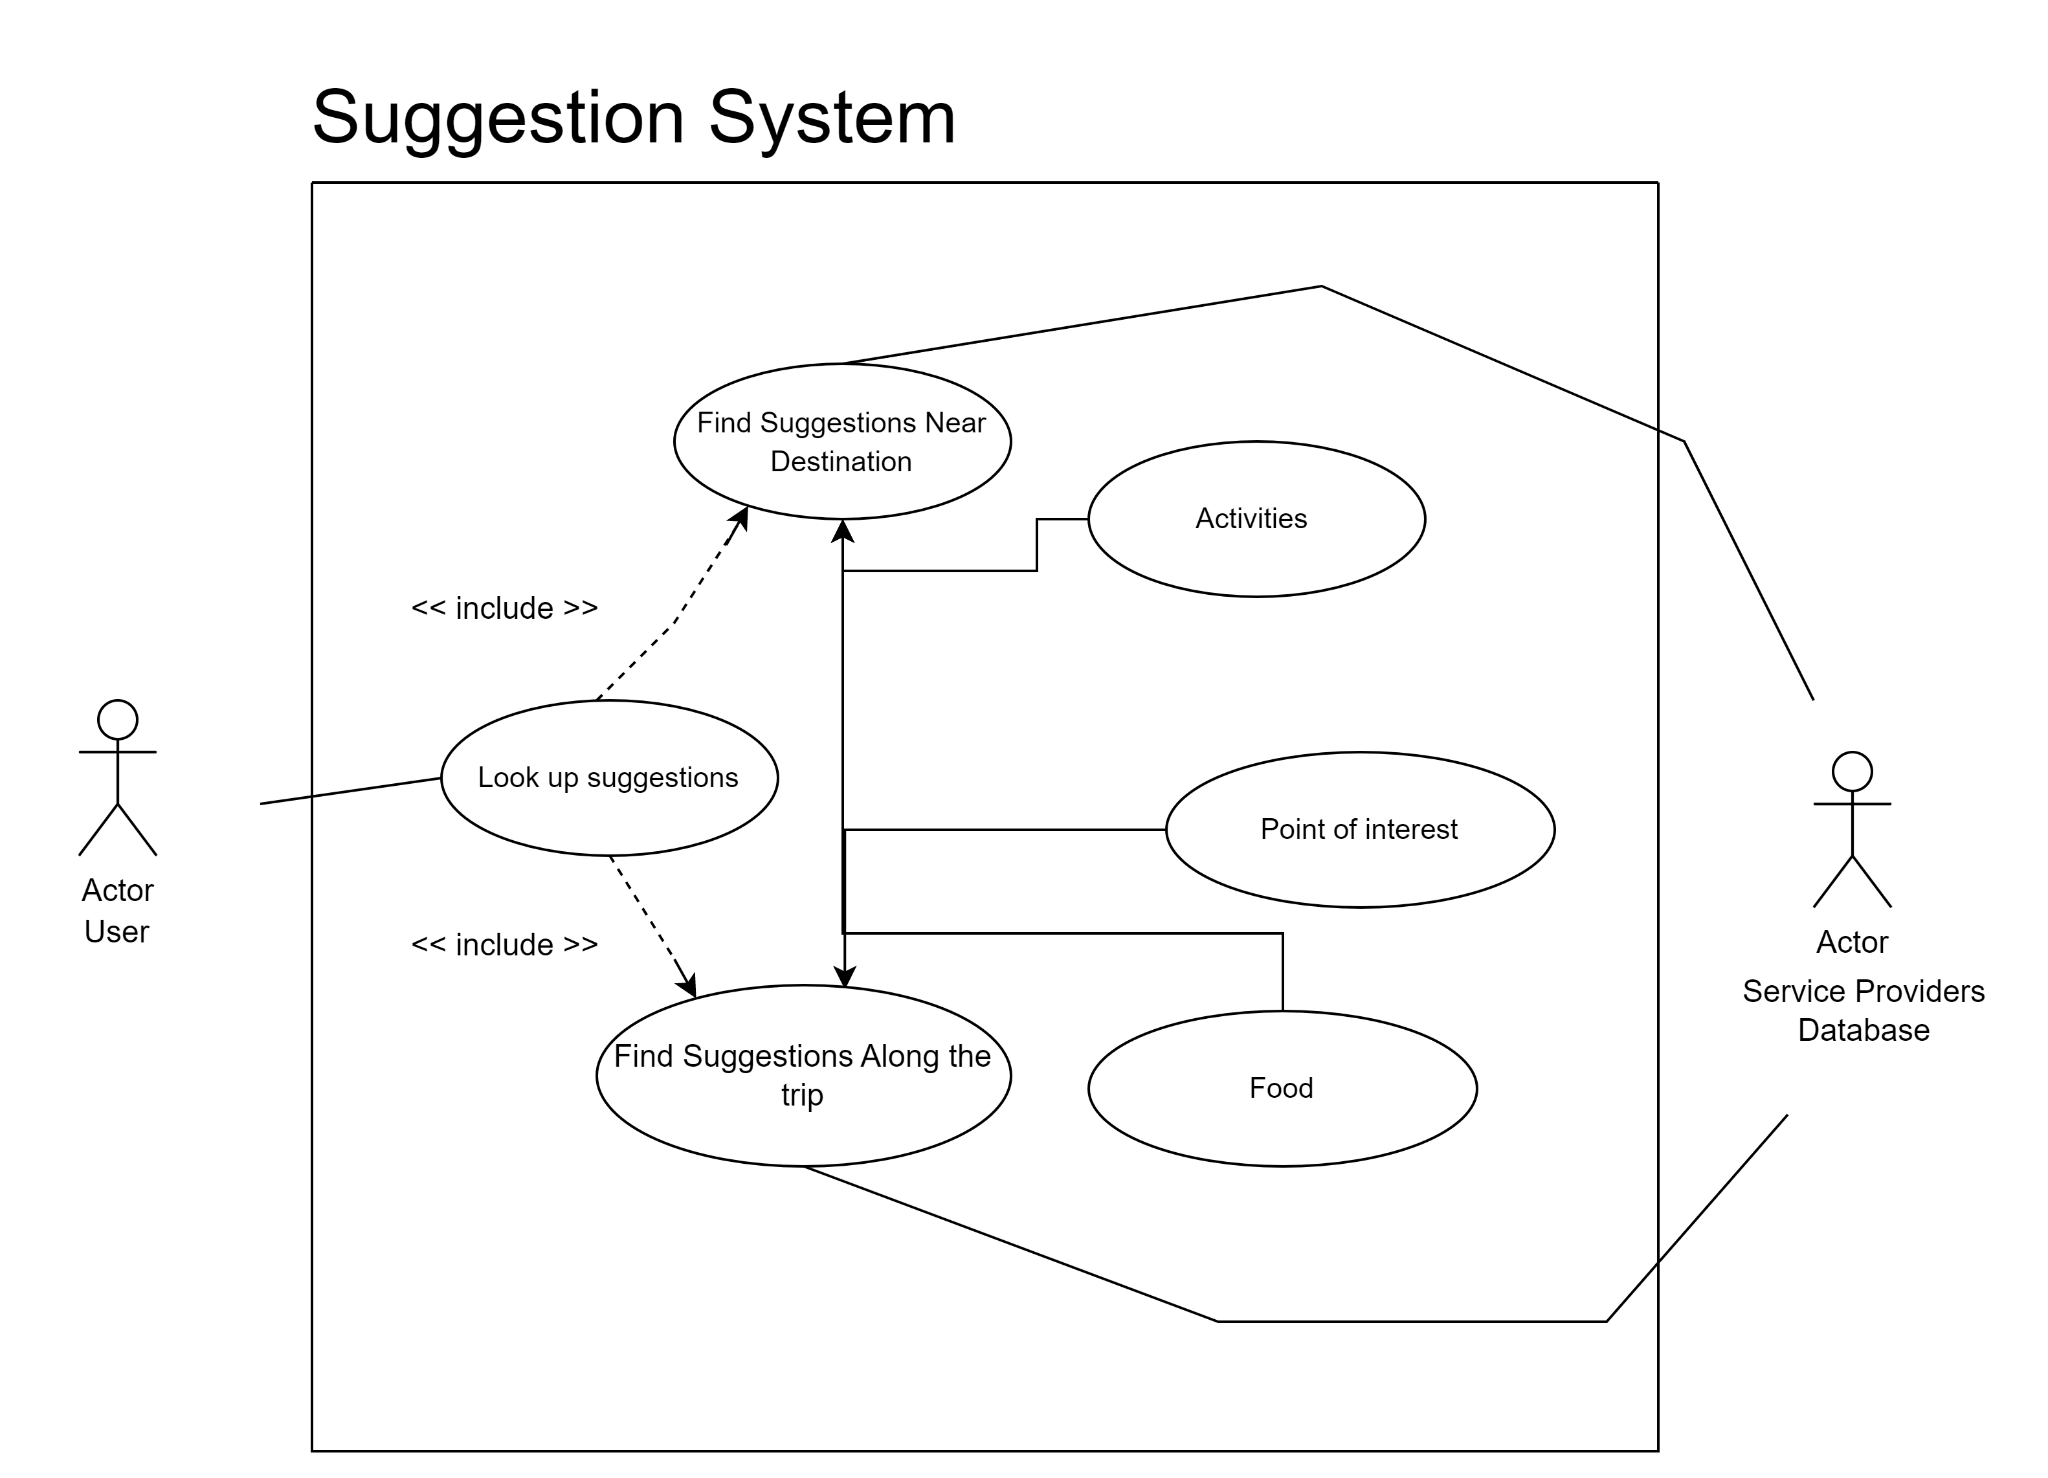 Suggestion System
Find Suggestions Near
Destination
Activities
<< include >>
Look up suggestions
Point of interest
Actor
User
<< include >>
Actor
Service Providers
Database
Find Suggestions Along the
trip
Food